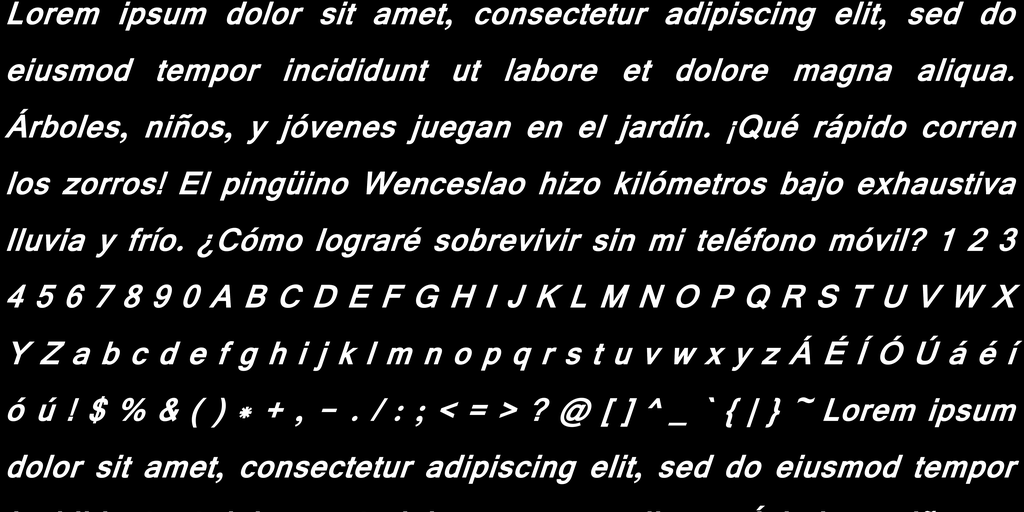 Lorem ipsum dolor sit amet, consectetur adipiscing elit, sed do
eiusmod tempor incididunt ut labore et dolore magna aliqua.
Árboles, niños, y jóvenes juegan en el jardín. ¡Qué rápido corren
los zorros! El pingüino Wenceslao hizo kilómetros bajo exhaustiva
lluvia y frío. ¿Cómo lograré sobrevivir sin mi teléfono móvil? 1 2 3
4 5 6 7 8 9 0 A B C D E F G H I J K L M N O P Q R S T U V W X
Y Z a b c d e f g h i j k l m n o p q r s t u v w x y z Á É Í Ó Ú á é í
ó ú ! $ % & ( ) * + , - . / : ; < = > ? @ [ ] ^ _ ` { | } ~ Lorem ipsum
dolor sit amet, consectetur adipiscing elit, sed do eiusmod tempor